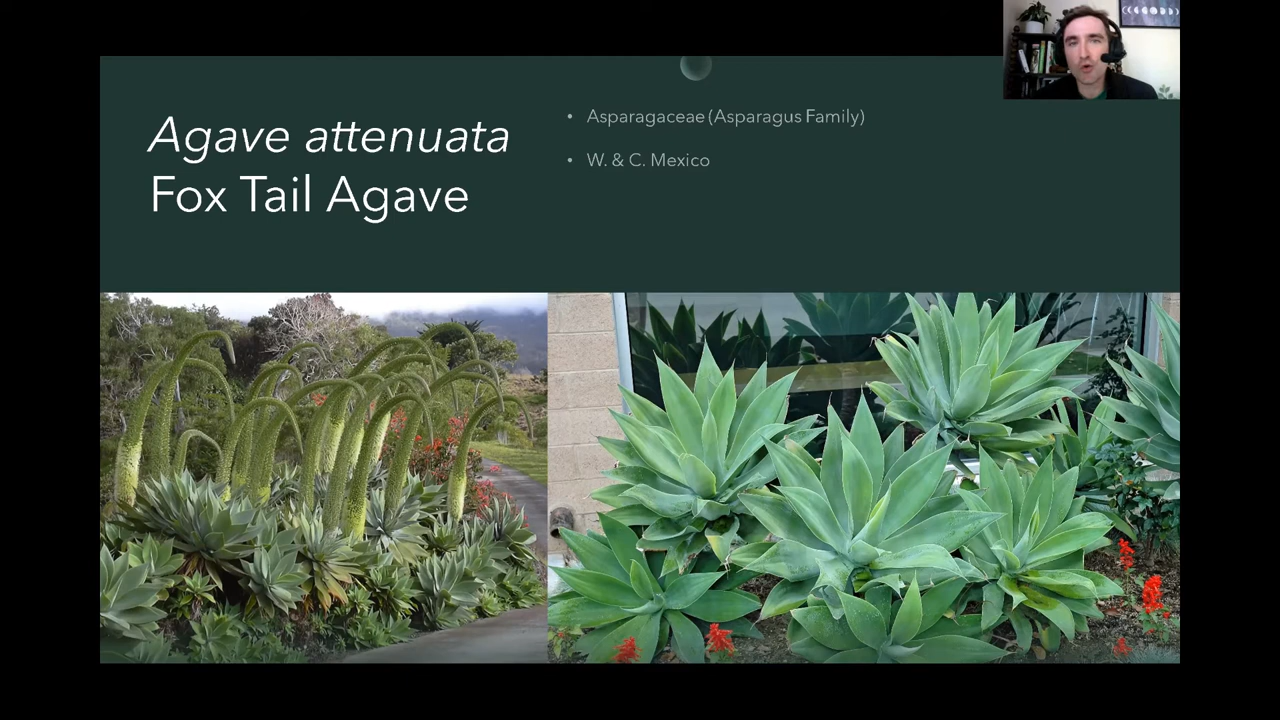 Agave attenuata
Fox Tail Agave
• Asparagaceae (Asparagus Family)
• W. & C. Mexico